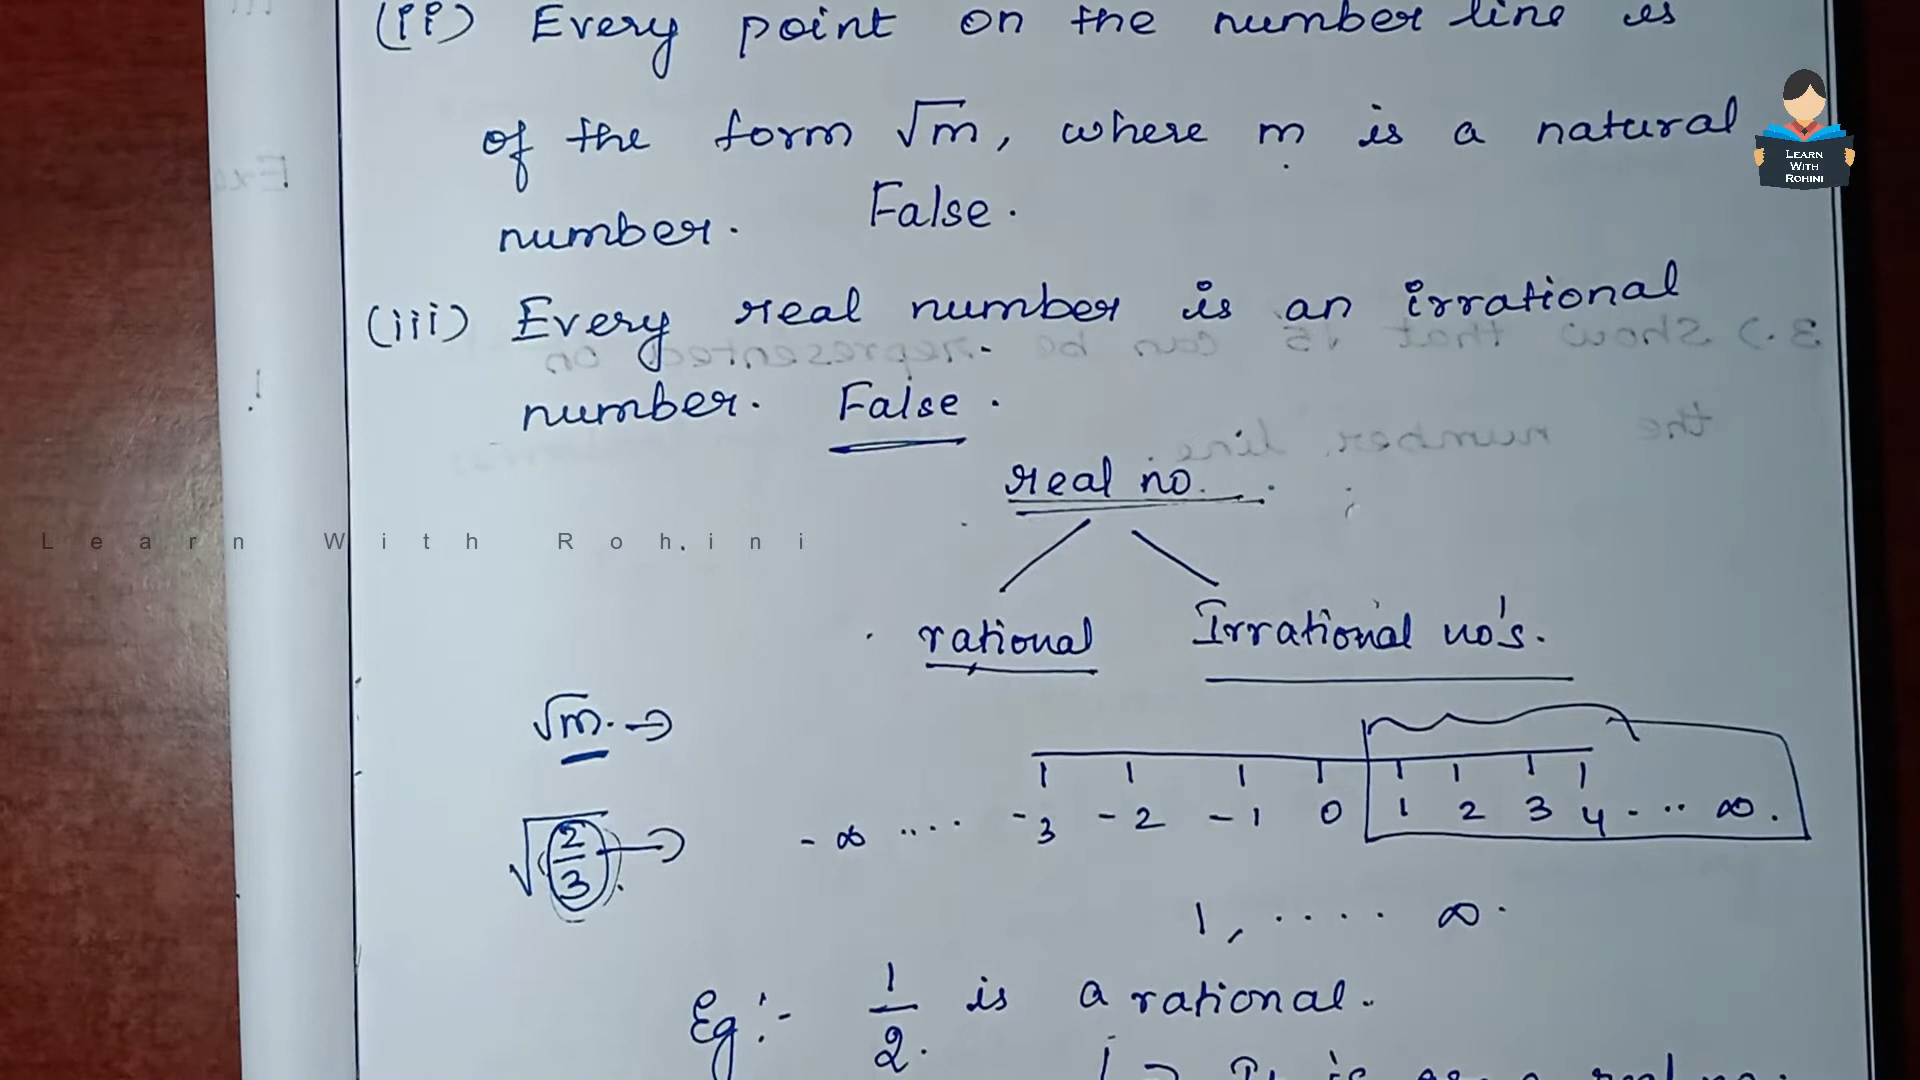 (ii) Every point on the number line is
of the form √m, where m is a natural
number. False.
(iii) Every real number is an irrational
number. False.
real no.
rational Irrational no's.
√m. →
-∞ .... -3 -2 -1 0 1 2 3 4 - .. ∞.
√(2/3) →
1, .... ∞.
Eg:- 1/2 is a rational.
LEARN
WITH
ROHINI
Learn With Rohini